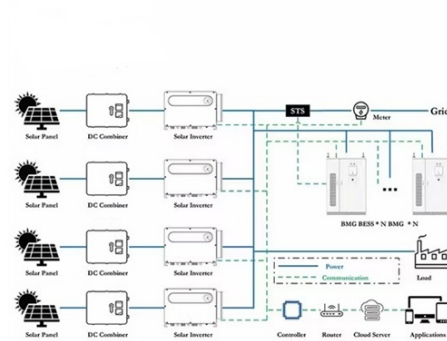 STS
Meter
Grid
Solar Panel
DC Combiner
Solar Inverter
Solar Panel
DC Combiner
Solar Inverter
BMG BESS * N BMG * N
Solar Panel
DC Combiner
Solar Inverter
Power
Communication
Load
Solar Panel
DC Combiner
Solar Inverter
Controller
Router
Cloud Server
Applications